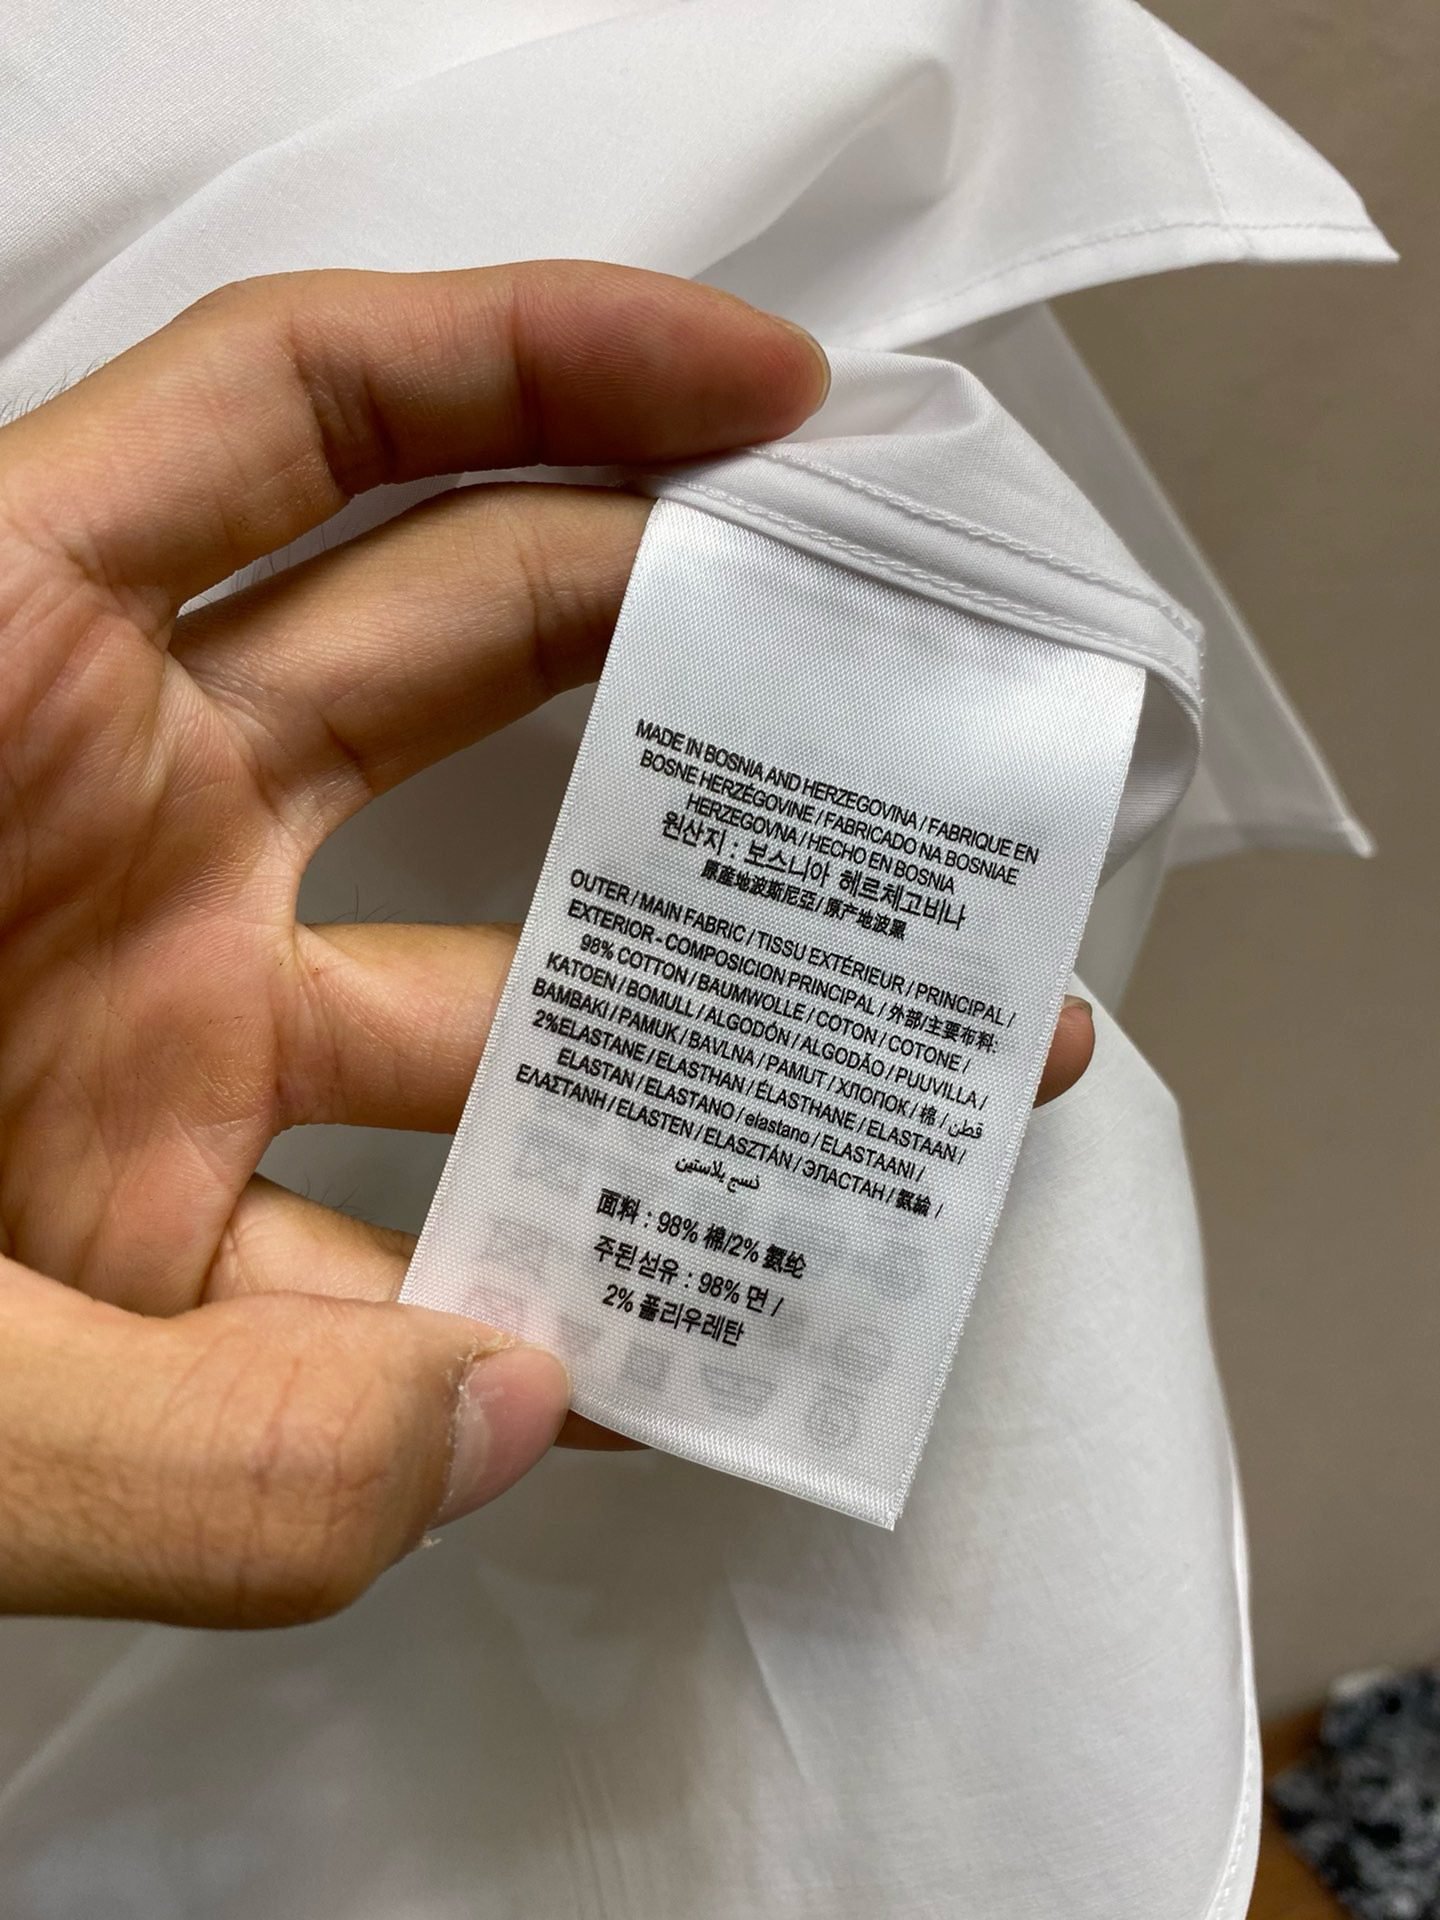 MADE IN BOSNIA AND HERZEGOVINA / FABRIQUE EN
BOSNE HERZÉGOVINE / FABRICADO NA BOSNIAE
HERZEGOVNA / HECHO EN BOSNIA
원산지 : 보스니아 헤르체고비나
原產地波斯尼亞 / 原产地波黑
OUTER / MAIN FABRIC / TISSU EXTÉRIEUR / PRINCIPAL /
EXTERIOR - COMPOSICION PRINCIPAL / 外部/主要布料:
98% COTTON / BAUMWOLLE / COTON / COTONE /
KATOEN / BOMULL / ALGODÓN / ALGODÃO / PUUVILLA /
BAMBAKI / PAMUK / BAVLNA / PAMUT / ХЛОПОК / 棉 / قطن
2%ELASTANE / ELASTHAN / ÉLASTHANE / ELASTAAN /
ELASTAN / ELASTANO / elastano / ELASTAANI /
ΕΛΑΣΤΑΝΗ / ELASTEN / ELASZTÁN / ЭЛАСТАН / 氨綸 /
نسج بلاستين
面料 : 98% 棉/2% 氨纶
주된섬유 : 98% 면 /
2% 폴리우레탄